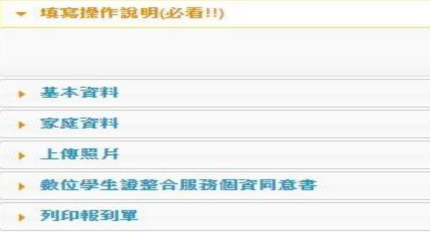 填寫操作說明(必看!!)
基本資料
家庭資料
上傳照片
數位學生證整合服務個資同意書
列印報到單